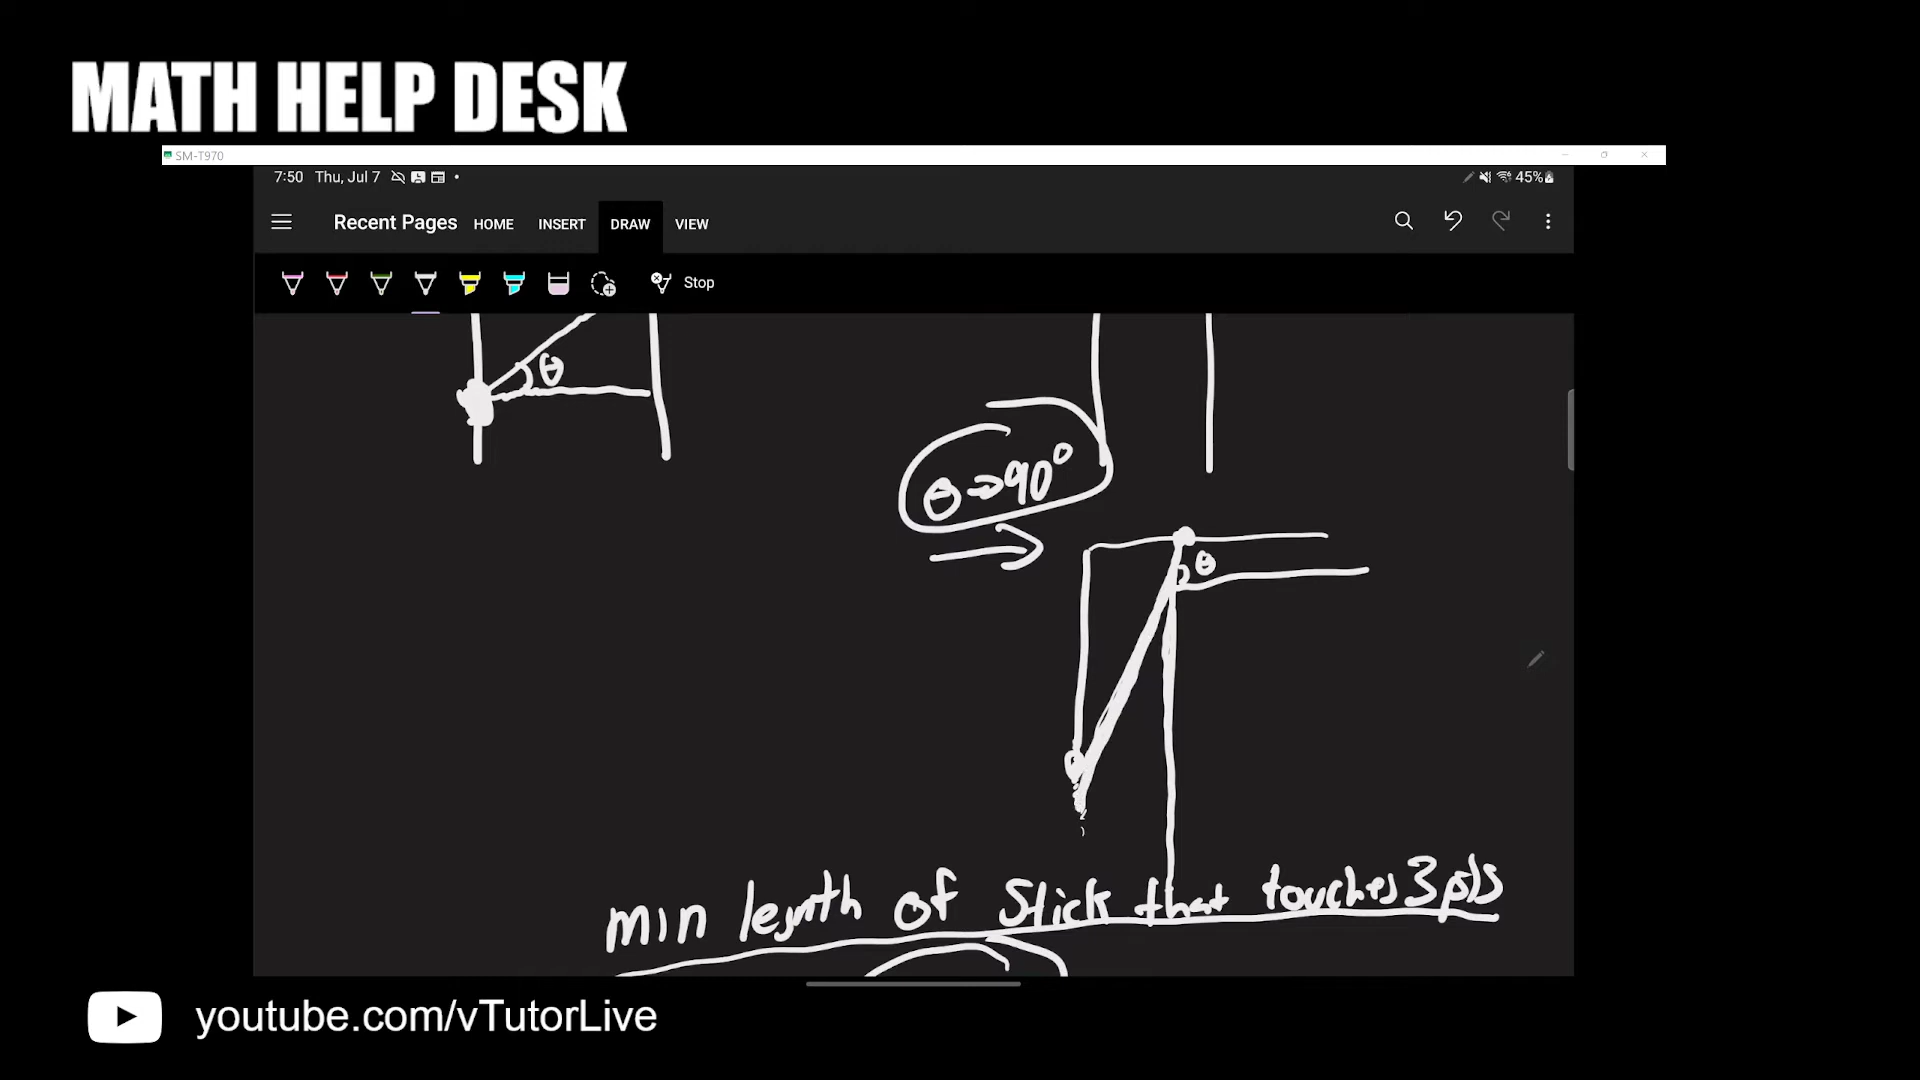 MATH HELP DESK
SM-T970
7:50 Thu, Jul 7
45%
Recent Pages HOME INSERT DRAW VIEW
Stop
θ
θ→90°
θ
min length of Stick that touches 3 pts
youtube.com/vTutorLive